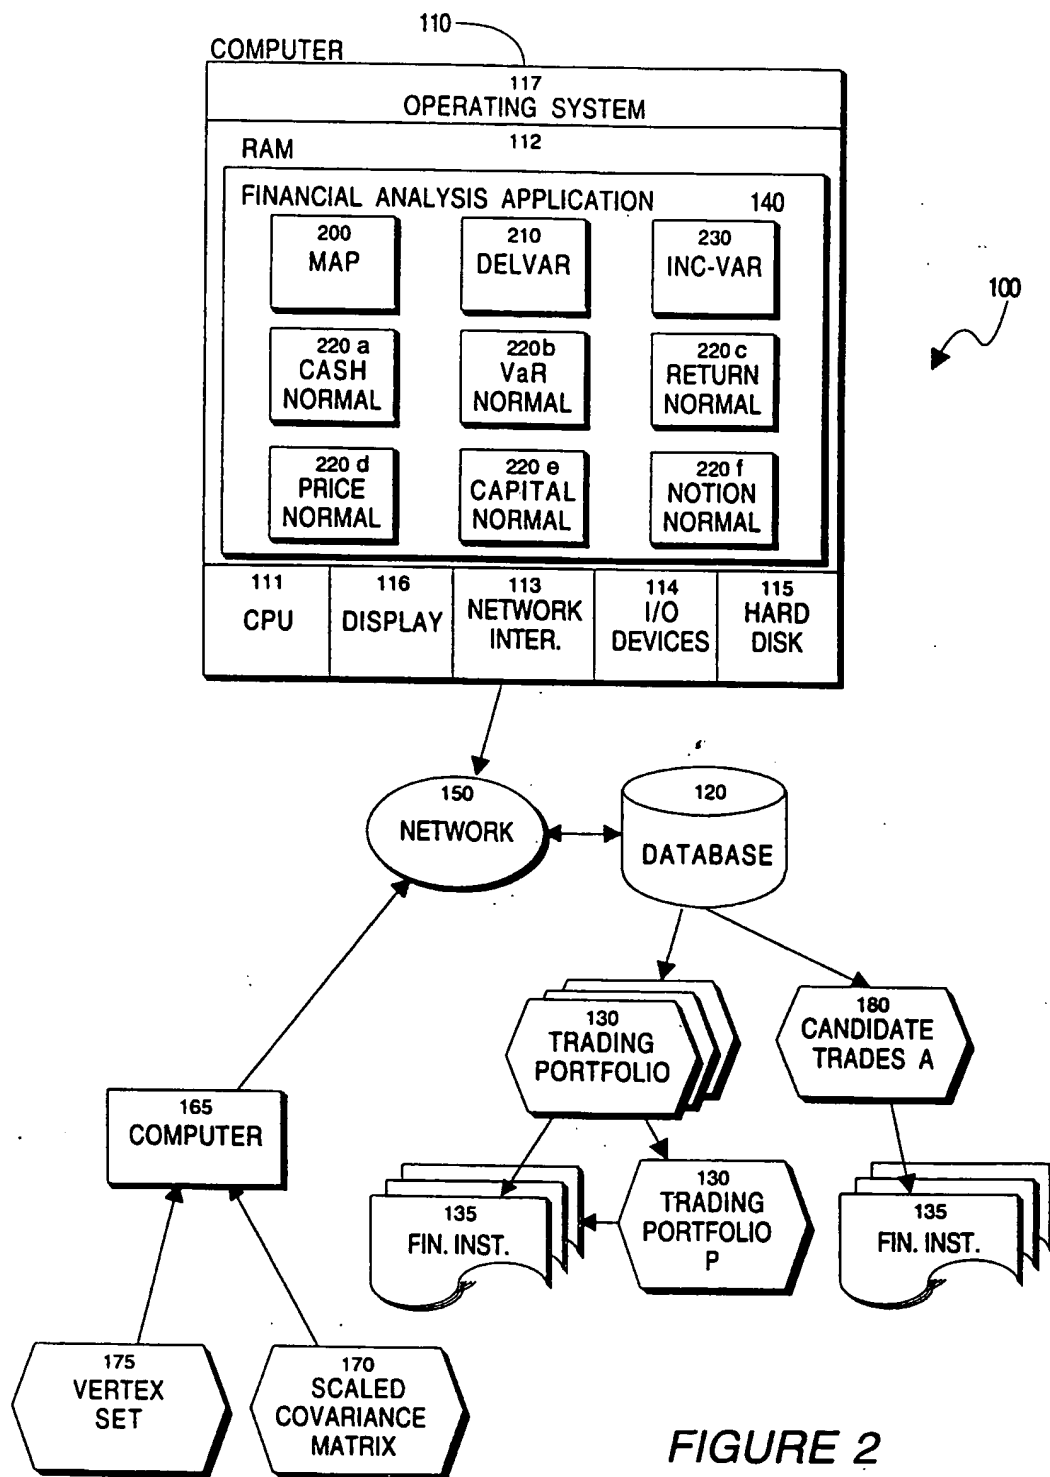 110
COMPUTER
117
OPERATING SYSTEM
RAM
112
FINANCIAL ANALYSIS APPLICATION
140
200
MAP
210
DELVAR
230
INC-VAR
100
220 a
CASH
NORMAL
220 b
VaR
NORMAL
220 c
RETURN
NORMAL
220 d
PRICE
NORMAL
220 e
CAPITAL
NORMAL
220 f
NOTION
NORMAL
111
CPU
116
DISPLAY
113
NETWORK
INTER.
114
I/O
DEVICES
115
HARD
DISK
150
NETWORK
120
DATABASE
130
TRADING
PORTFOLIO
180
CANDIDATE
TRADES A
165
COMPUTER
135
FIN. INST.
130
TRADING
PORTFOLIO
P
135
FIN. INST.
175
VERTEX
SET
170
SCALED
COVARIANCE
MATRIX
FIGURE 2